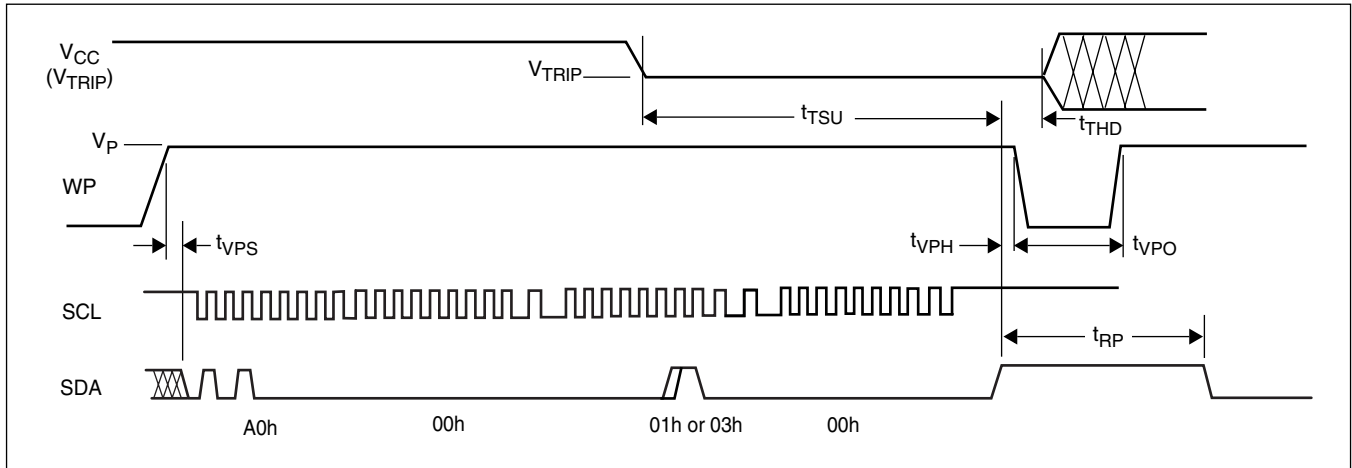 VCC
(VTRIP)
VTRIP
tTSU
tTHD
VP
WP
tVPS
tVPH
tVPO
SCL
tRP
SDA
A0h
00h
01h or 03h
00h